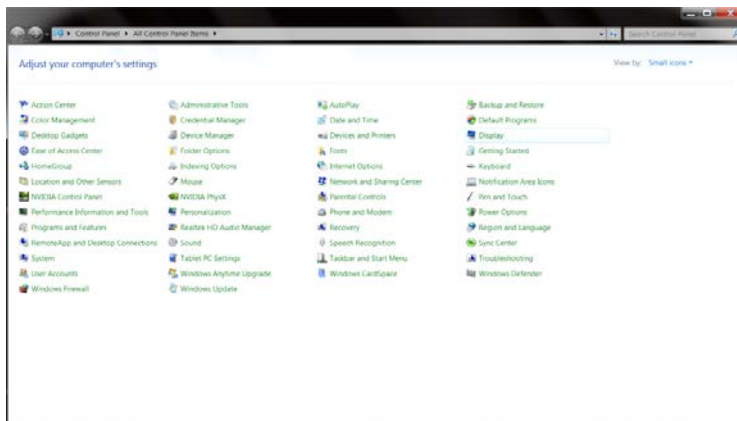 Control Panel All Control Panel Items Search Control Panel
Adjust your computer's settings View by: Small icons
Action Center Administrative Tools AutoPlay Backup and Restore
Color Management Credential Manager Date and Time Default Programs
Desktop Gadgets Device Manager Devices and Printers Display
Ease of Access Center Folder Options Fonts Getting Started
HomeGroup Indexing Options Internet Options Keyboard
Location and Other Sensors Mouse Network and Sharing Center Notification Area Icons
NVIDIA Control Panel NVIDIA PhysX Parental Controls Pen and Touch
Performance Information and Tools Personalization Phone and Modem Power Options
Programs and Features Realtek HD Audio Manager Recovery Region and Language
RemoteApp and Desktop Connections Sound Speech Recognition Sync Center
System Tablet PC Settings Taskbar and Start Menu Troubleshooting
User Accounts Windows Anytime Upgrade Windows CardSpace Windows Defender
Windows Firewall Windows Update